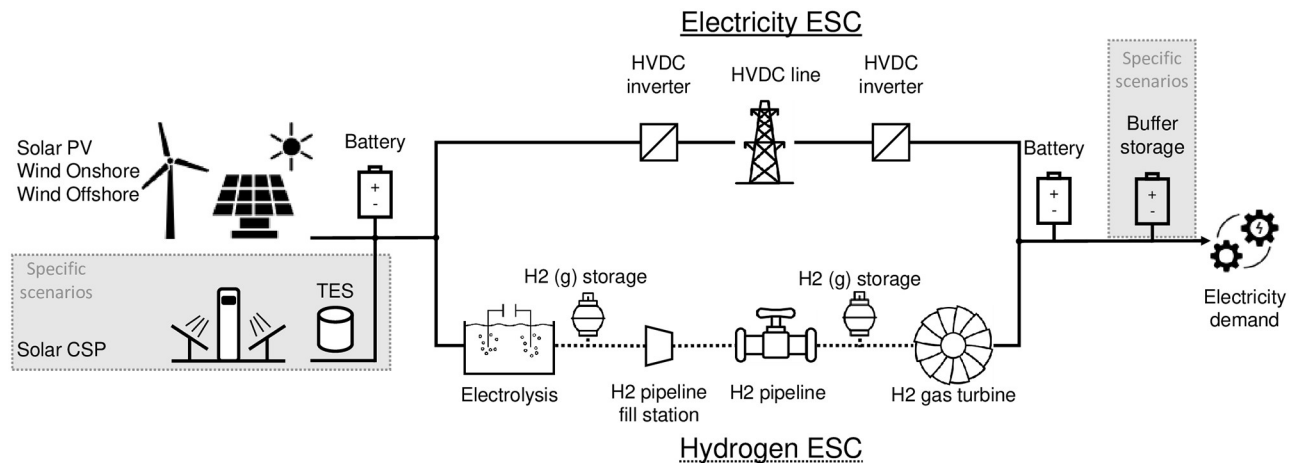 Electricity ESC
HVDC
inverter
HVDC line
HVDC
inverter
Specific
scenarios
Solar PV
Wind Onshore
Wind Offshore
Battery
+
-
Battery
+
-
Buffer
storage
+
-
Specific
scenarios
Solar CSP
TES
H2 (g) storage
H2 (g) storage
Electricity
demand
Electrolysis
H2 pipeline
fill station
H2 pipeline
H2 gas turbine
Hydrogen ESC